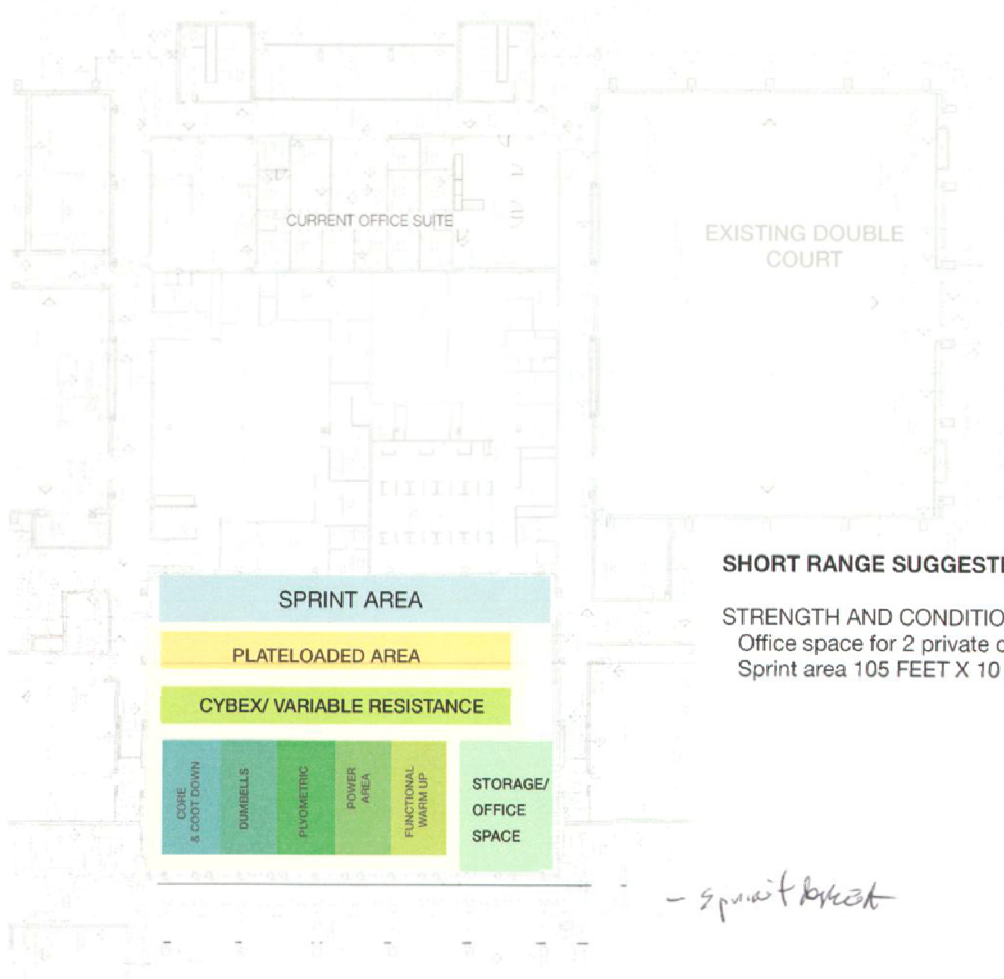 CURRENT OFFICE SUITE
EXISTING DOUBLE
COURT
SHORT RANGE SUGGESTI
STRENGTH AND CONDITIO
Office space for 2 private
Sprint area 105 FEET X 10
SPRINT AREA
PLATELOADED AREA
CYBEX/ VARIABLE RESISTANCE
CORE
& COOT DOWN
DUMBELLS
PLYOMETRIC
POWER
AREA
FUNCTIONAL
WARM UP
STORAGE/
OFFICE
SPACE